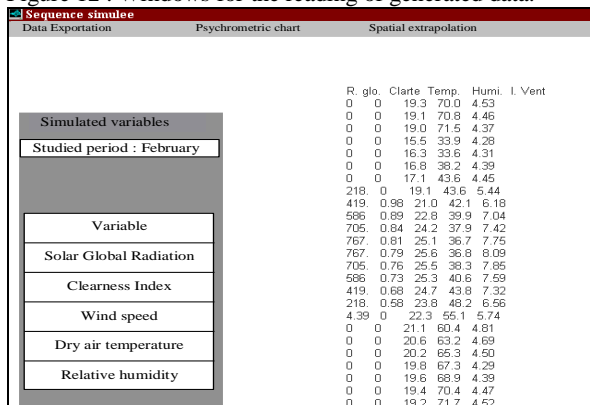 Figure 12 : Windows for the reading of generated data.
Sequence simulee
Data Exportation Psychrometric chart Spatial extrapolation
Simulated variables
Studied period : February
Variable
Solar Global Radiation
Clearness Index
Wind speed
Dry air temperature
Relative humidity
R. glo. Clarte Temp. Humi. I. Vent
0 0 19.3 70.0 4.53
0 0 19.1 70.8 4.46
0 0 19.0 71.5 4.37
0 0 15.5 33.9 4.28
0 0 16.3 33.6 4.31
0 0 16.8 38.2 4.39
0 0 17.1 43.6 4.45
218. 0 19.1 43.6 5.44
419. 0.98 21.0 42.1 6.18
586 0.89 22.8 39.9 7.04
705. 0.84 24.2 37.9 7.42
767. 0.81 25.1 36.7 7.75
767. 0.79 25.6 36.8 8.09
705. 0.76 25.5 38.3 7.85
586 0.73 25.3 40.6 7.59
419. 0.68 24.7 43.8 7.32
218. 0.58 23.8 48.2 6.56
4.39 0 22.3 55.1 5.74
0 0 21.1 60.4 4.81
0 0 20.6 63.2 4.69
0 0 20.2 65.3 4.50
0 0 19.8 67.3 4.29
0 0 19.6 68.9 4.39
0 0 19.4 70.4 4.47
0 0 19.2 71.7 4.52